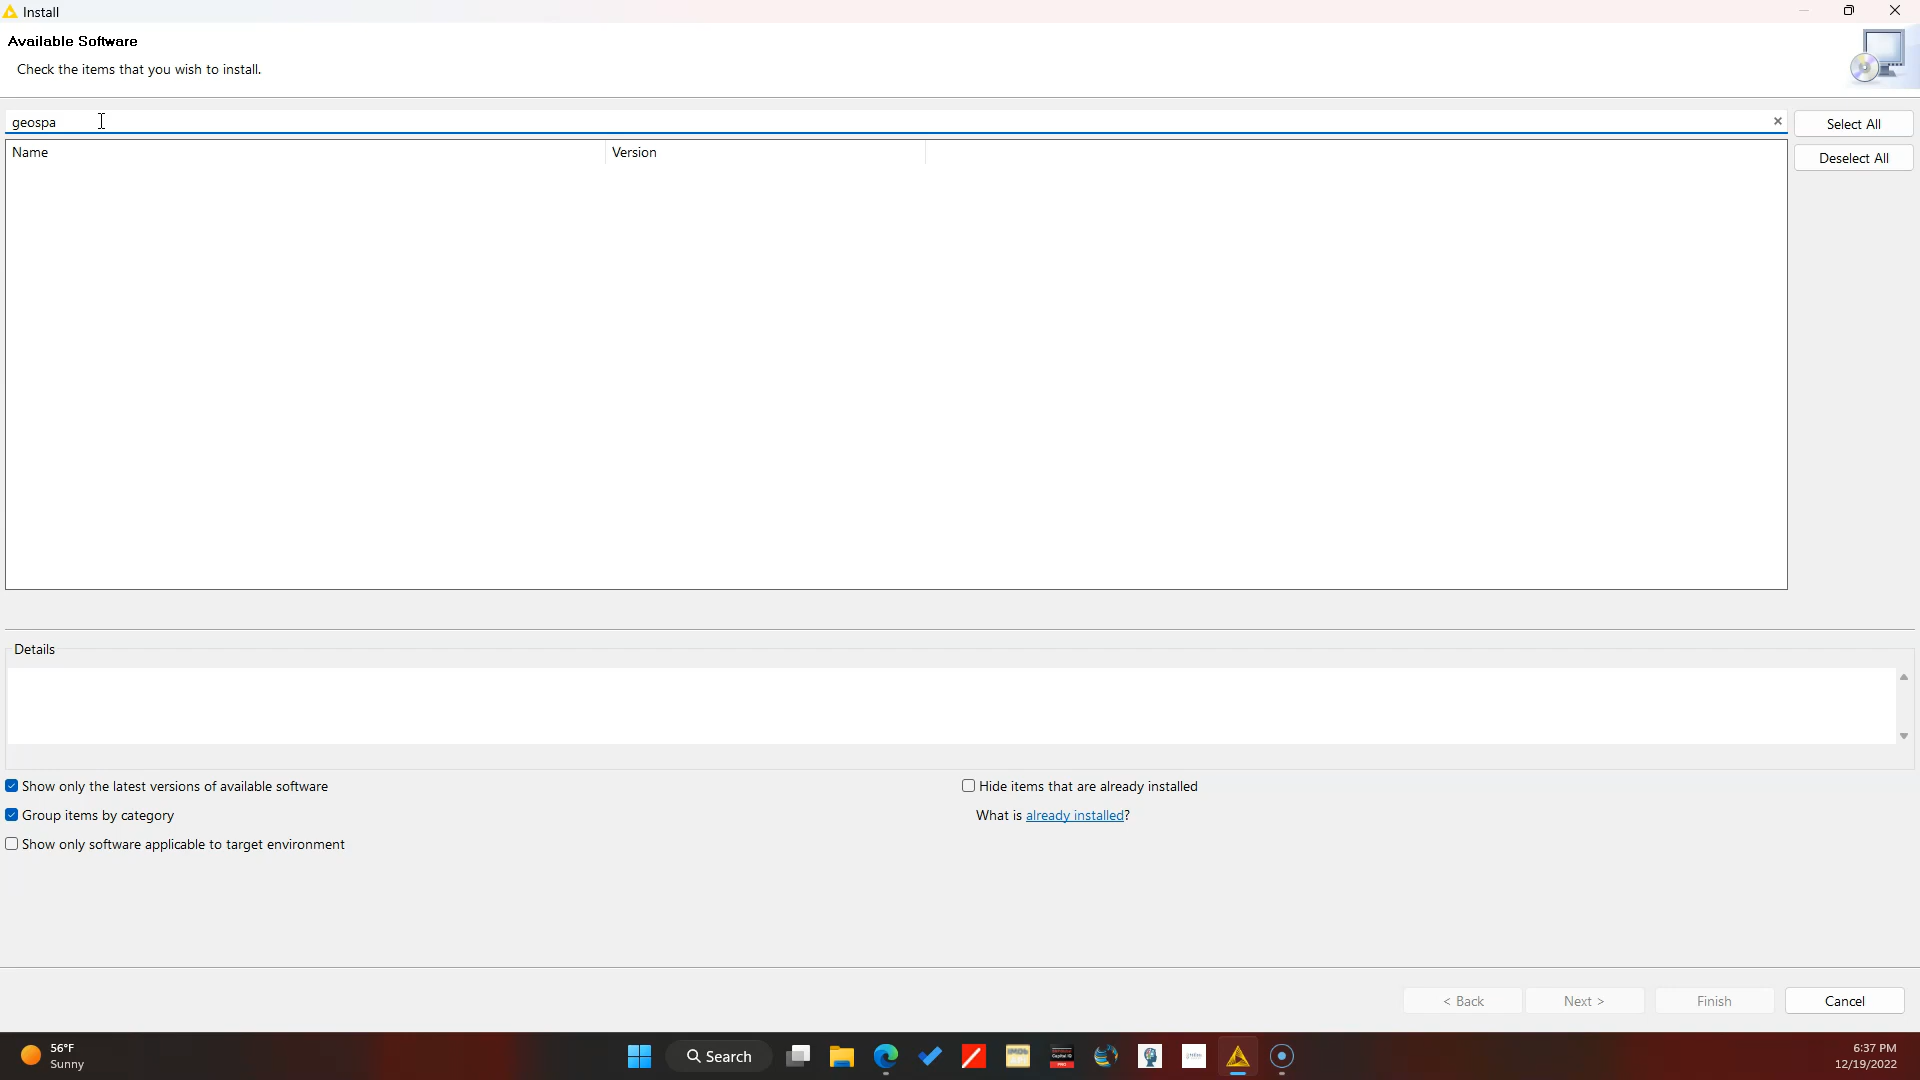 Install
Available Software
Check the items that you wish to install.
geospa
Select All
Name
Version
Deselect All
Details
Show only the latest versions of available software
Hide items that are already installed
Group items by category
What is already installed?
Show only software applicable to target environment
< Back
Next >
Finish
Cancel
56°F
Sunny
Search
6:37 PM
12/19/2022